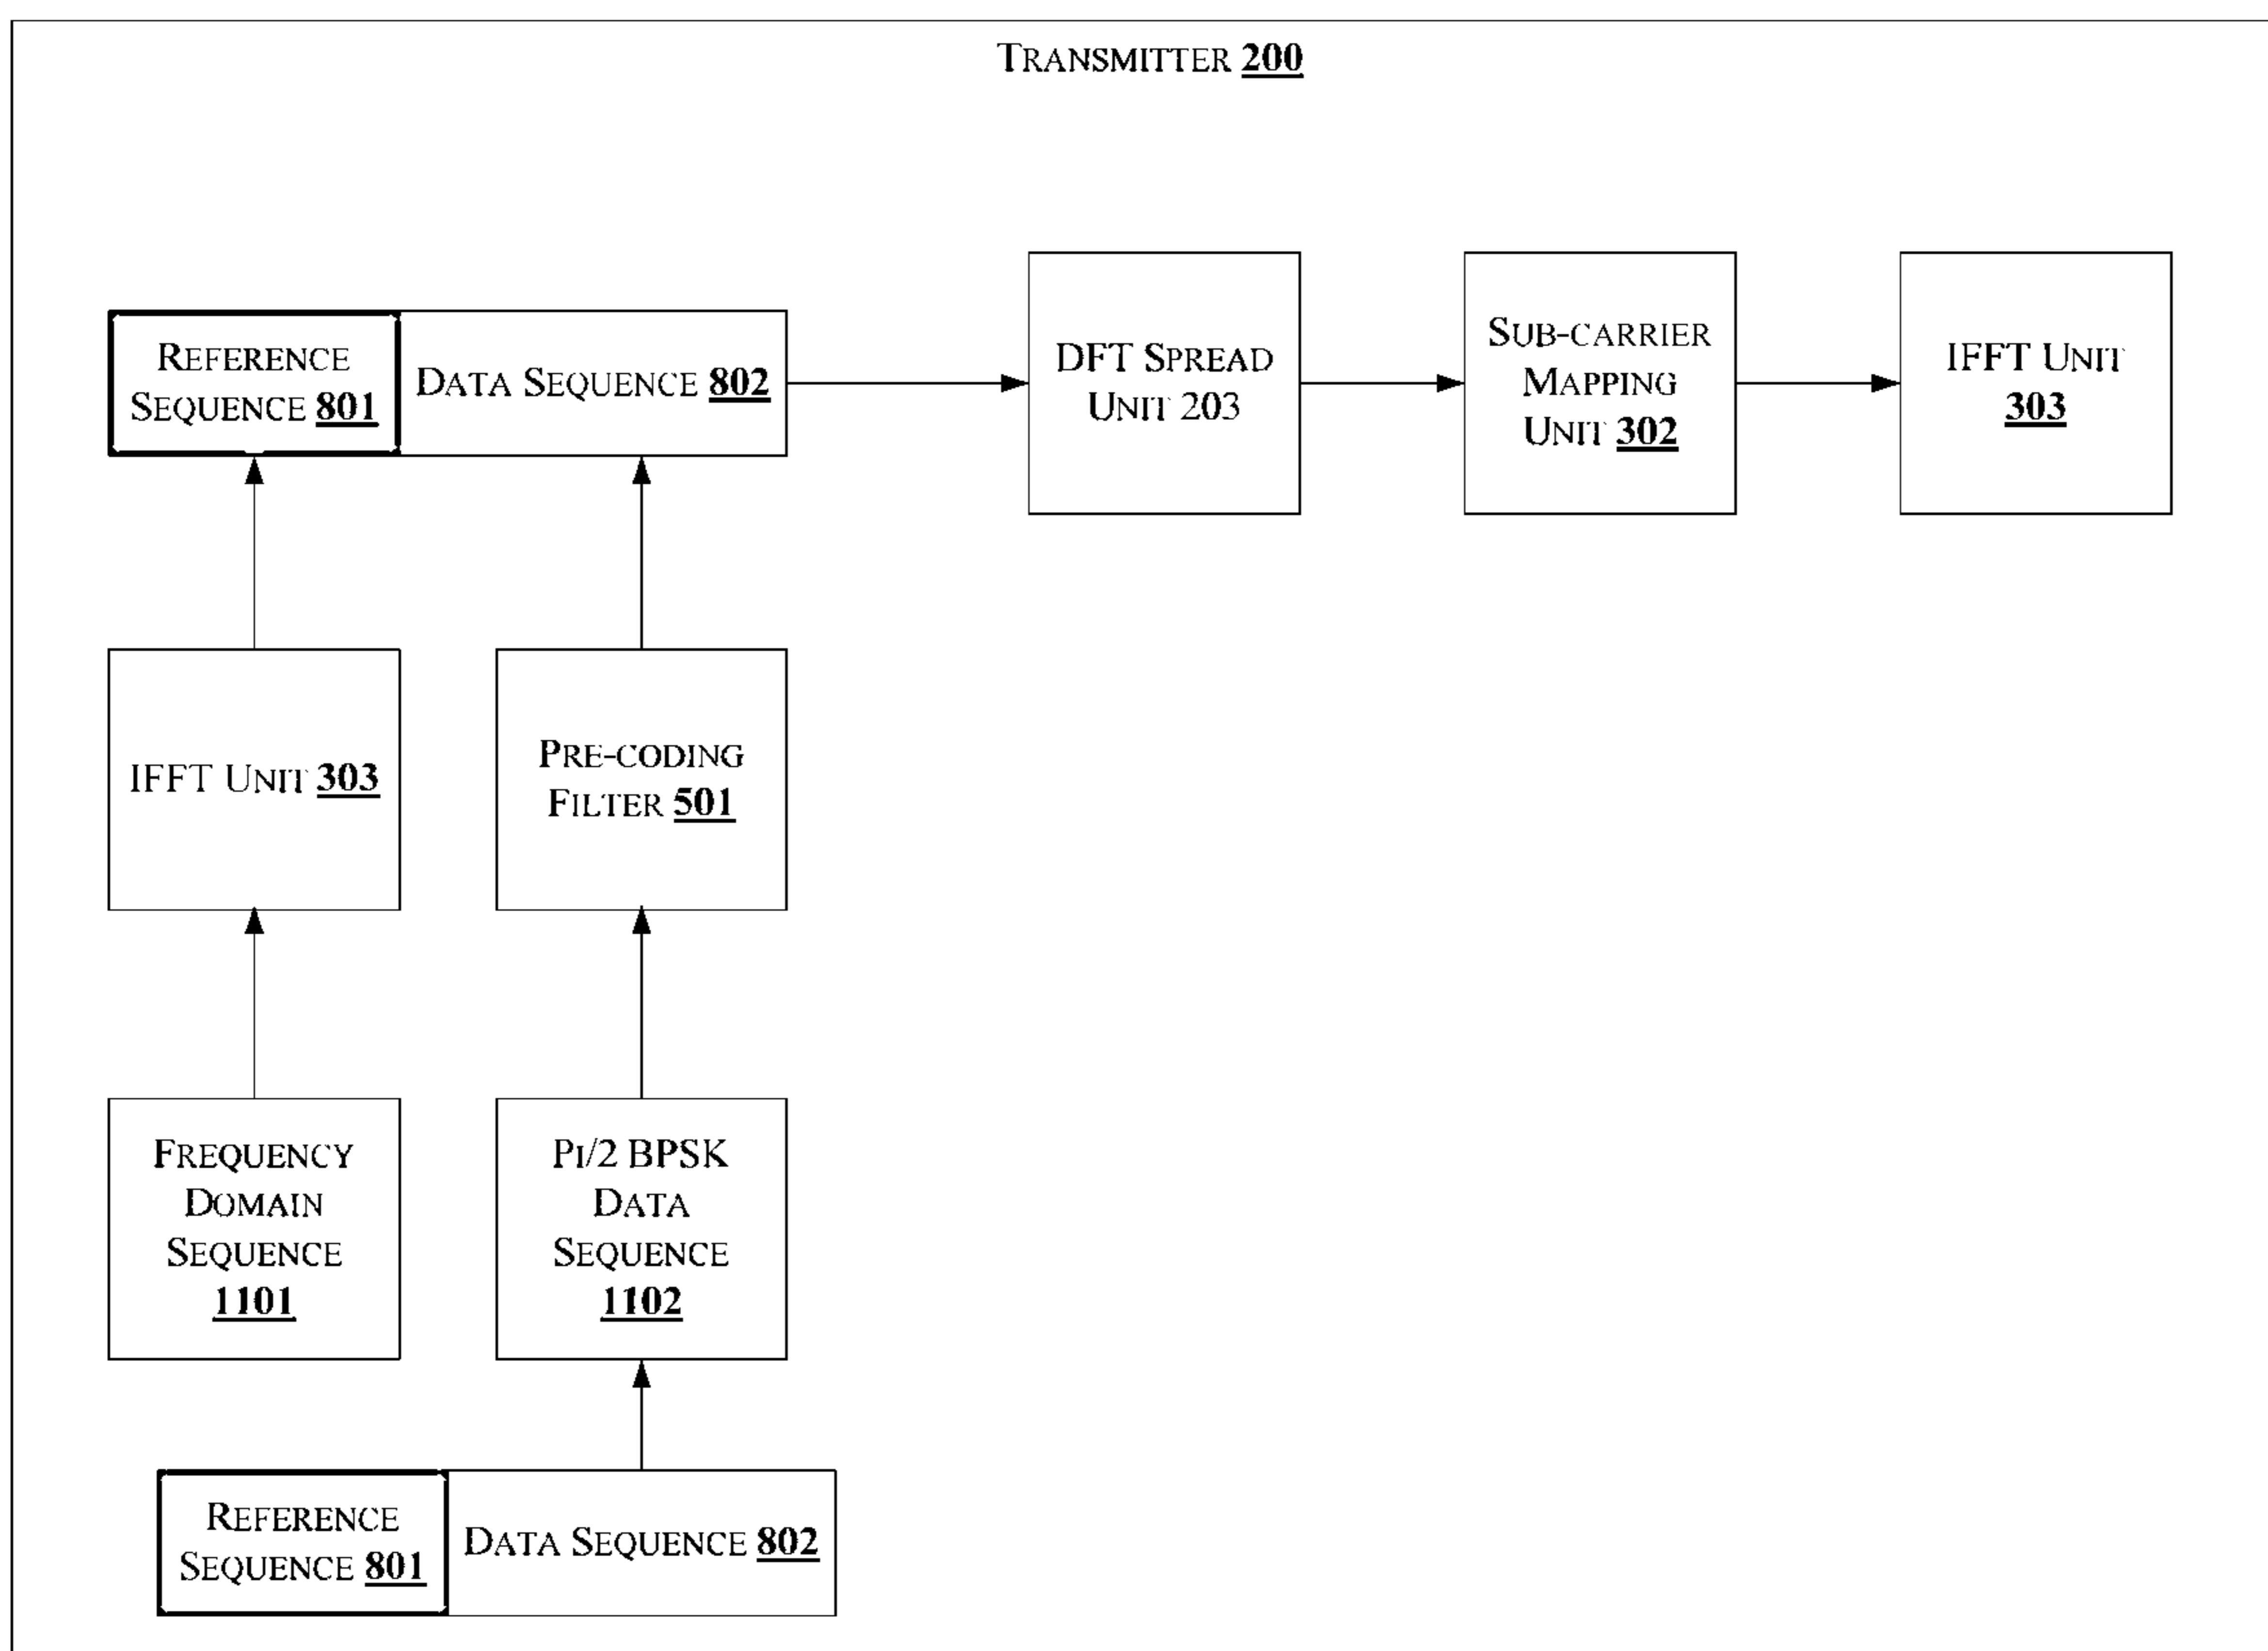 TRANSMITTER 200
REFERENCE
SEQUENCE 801
DATA SEQUENCE 802
DFT SPREAD
UNIT 203
SUB-CARRIER
MAPPING
UNIT 302
IFFT UNIT
303
IFFT UNIT 303
PRE-CODING
FILTER 501
FREQUENCY
DOMAIN
SEQUENCE
1101
PI/2 BPSK
DATA
SEQUENCE
1102
REFERENCE
SEQUENCE 801
DATA SEQUENCE 802